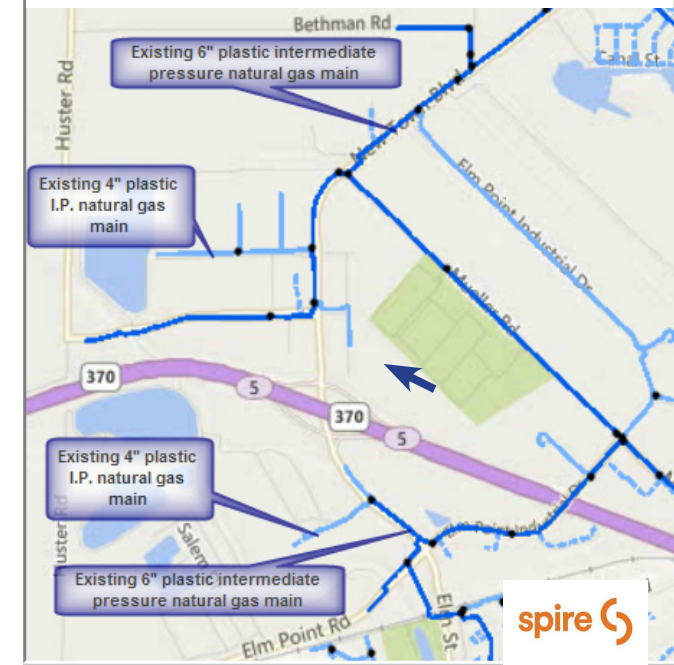 Bethman Rd
Existing 6" plastic intermediate
pressure natural gas main
Canal St
Huster Rd
New Town Blvd
Existing 4" plastic
I.P. natural gas
main
Elm Point Industrial Dr
Mueller Rd
370
5
370
5
Existing 4" plastic
I.P. natural gas
main
Huster Rd
Salem
Elm Point Industrial Dr
Existing 6" plastic intermediate
pressure natural gas main
Elm St
Elm Point Rd
spire